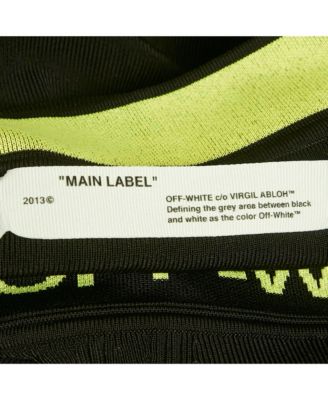 "MAIN LABEL"
2013©
OFF-WHITE c/o VIRGIL ABLOH™
Defining the grey area between black
and white as the color Off-White™